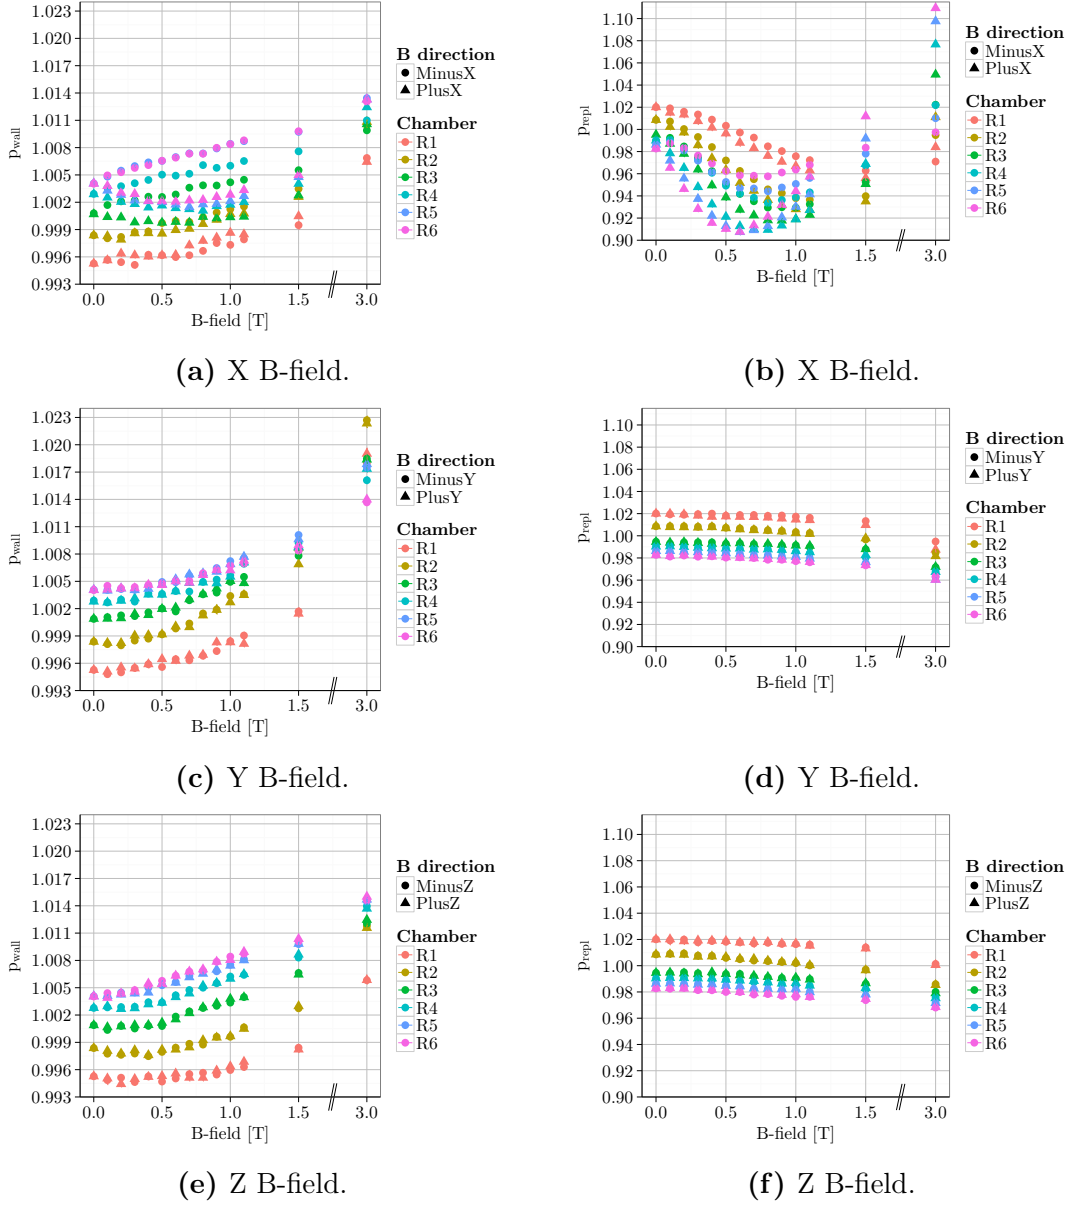 1.023
1.020
1.017
1.014
1.011
1.008
1.005
1.002
0.999
0.996
0.993
p_wall
0.0 0.5 1.0 1.5 3.0
B-field [T]
B direction
MinusX
PlusX
Chamber
R1
R2
R3
R4
R5
R6
(a) X B-field.
1.10
1.08
1.06
1.04
1.02
1.00
0.98
0.96
0.94
0.92
0.90
p_repl
0.0 0.5 1.0 1.5 3.0
B-field [T]
B direction
MinusX
PlusX
Chamber
R1
R2
R3
R4
R5
R6
(b) X B-field.
1.023
1.020
1.017
1.014
1.011
1.008
1.005
1.002
0.999
0.996
0.993
p_wall
0.0 0.5 1.0 1.5 3.0
B-field [T]
B direction
MinusY
PlusY
Chamber
R1
R2
R3
R4
R5
R6
(c) Y B-field.
1.10
1.08
1.06
1.04
1.02
1.00
0.98
0.96
0.94
0.92
0.90
p_repl
0.0 0.5 1.0 1.5 3.0
B-field [T]
B direction
MinusY
PlusY
Chamber
R1
R2
R3
R4
R5
R6
(d) Y B-field.
1.023
1.020
1.017
1.014
1.011
1.008
1.005
1.002
0.999
0.996
0.993
p_wall
0.0 0.5 1.0 1.5 3.0
B-field [T]
B direction
MinusZ
PlusZ
Chamber
R1
R2
R3
R4
R5
R6
(e) Z B-field.
1.10
1.08
1.06
1.04
1.02
1.00
0.98
0.96
0.94
0.92
0.90
p_repl
0.0 0.5 1.0 1.5 3.0
B-field [T]
B direction
MinusZ
PlusZ
Chamber
R1
R2
R3
R4
R5
R6
(f) Z B-field.